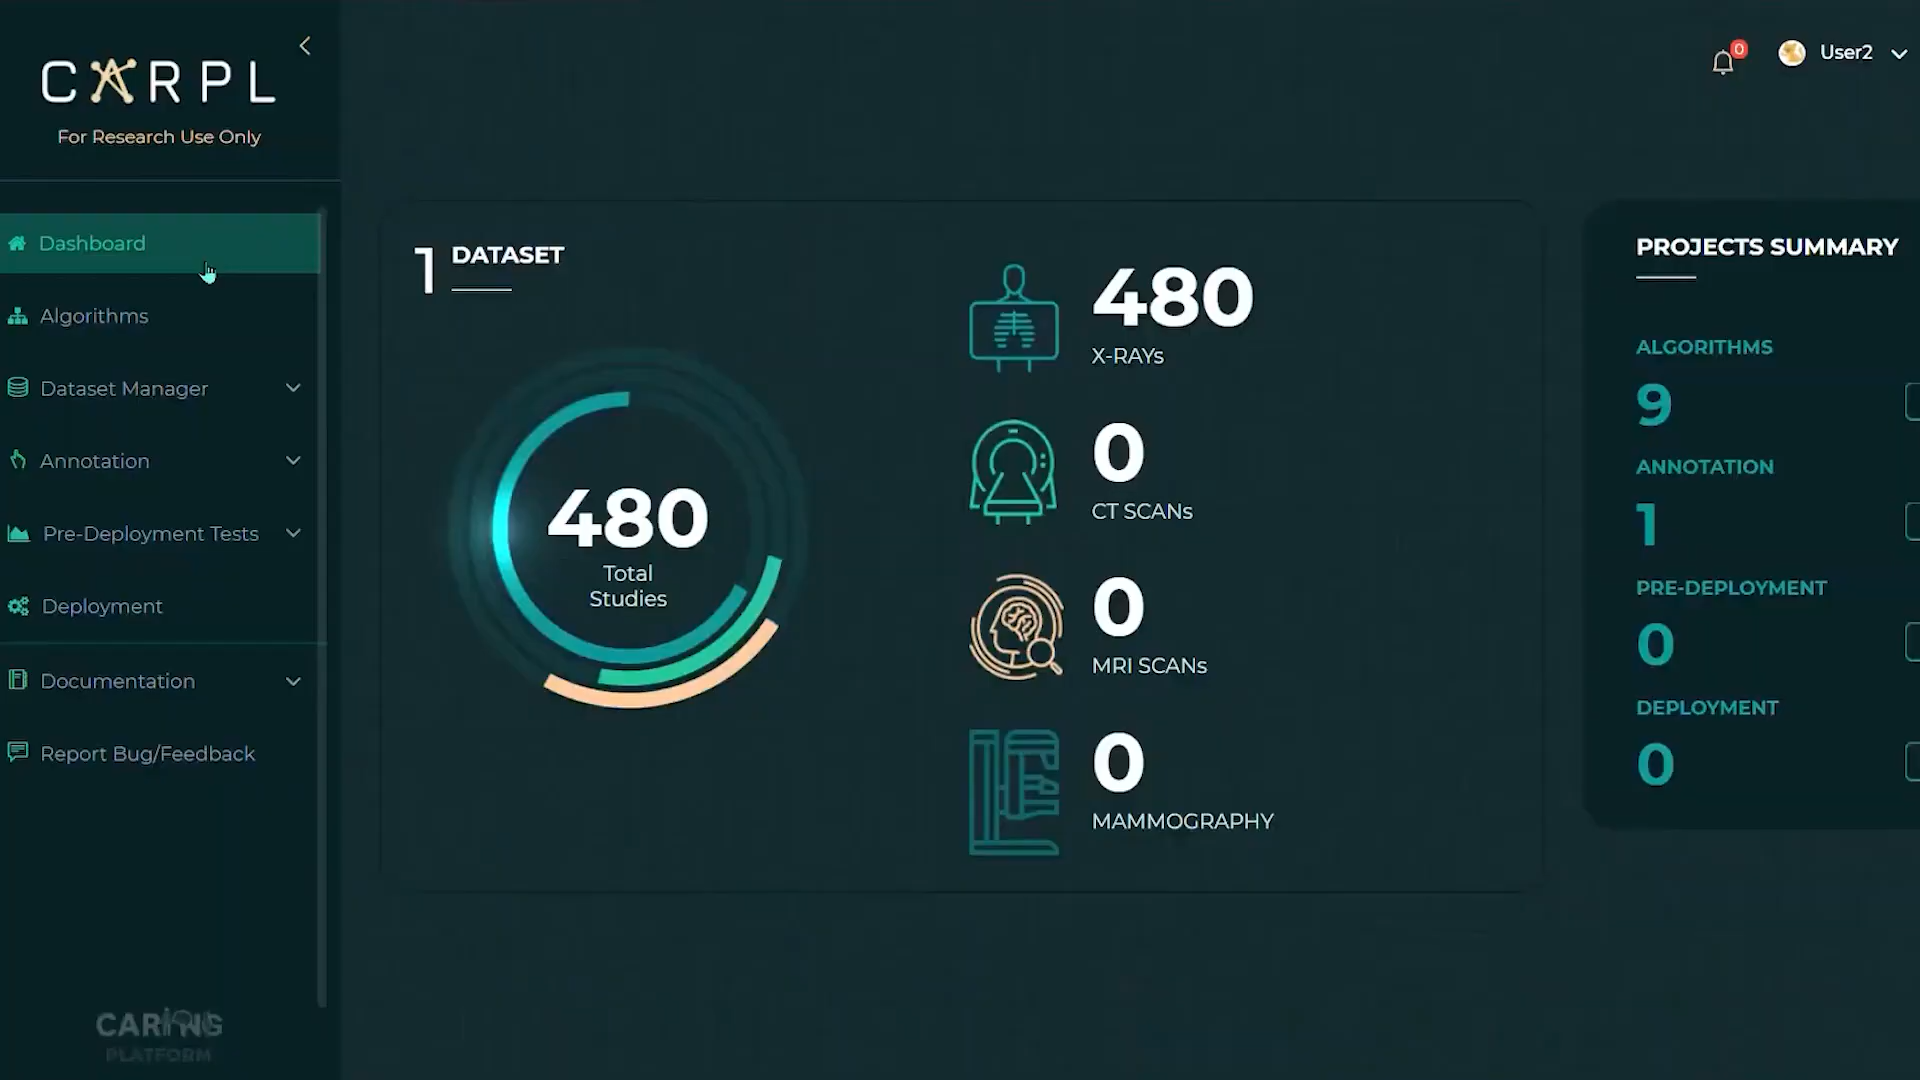 CARPL
For Research Use Only
Dashboard
Algorithms
Dataset Manager
Annotation
Pre-Deployment Tests
Deployment
Documentation
Report Bug/Feedback
CARING
PLATFORM
0
User2
1 DATASET
480
Total
Studies
480
X-RAYs
0
CT SCANs
0
MRI SCANs
0
MAMMOGRAPHY
PROJECTS SUMMARY
ALGORITHMS
9
ANNOTATION
1
PRE-DEPLOYMENT
0
DEPLOYMENT
0